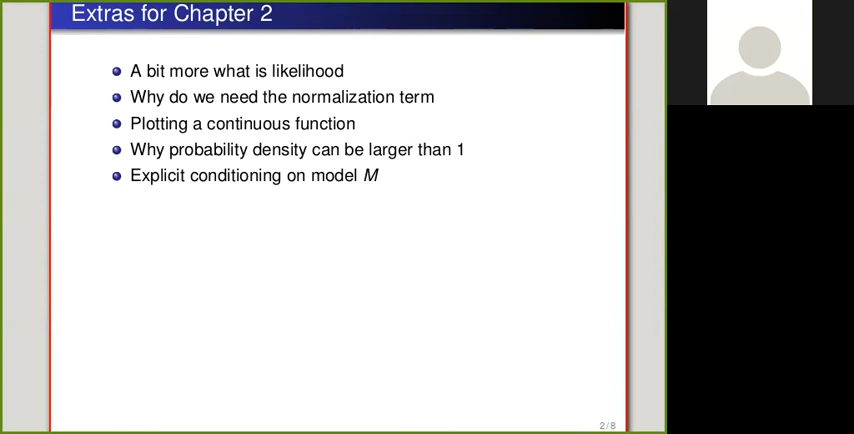 Extras for Chapter 2
A bit more what is likelihood
Why do we need the normalization term
Plotting a continuous function
Why probability density can be larger than 1
Explicit conditioning on model M
2 / 8